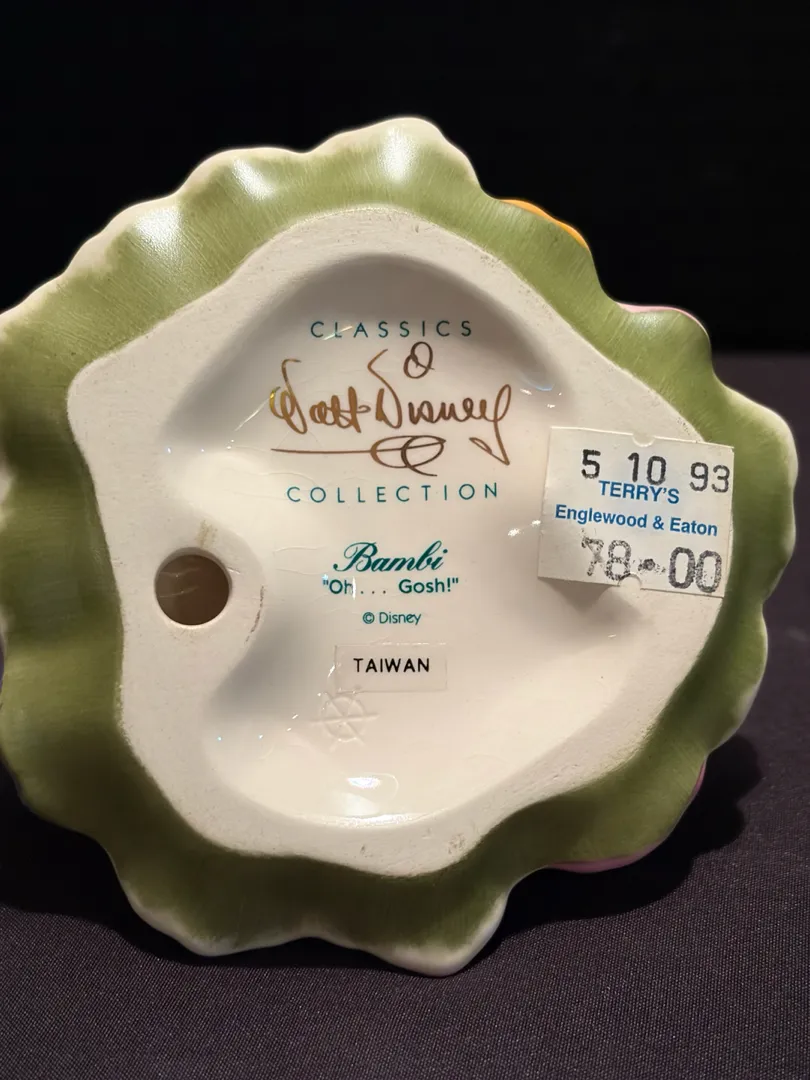 CLASSICS
Walt Disney
COLLECTION
Bambi
"Oh... Gosh!"
© Disney
TAIWAN
5 10 93
TERRY'S
Englewood & Eaton
78.00